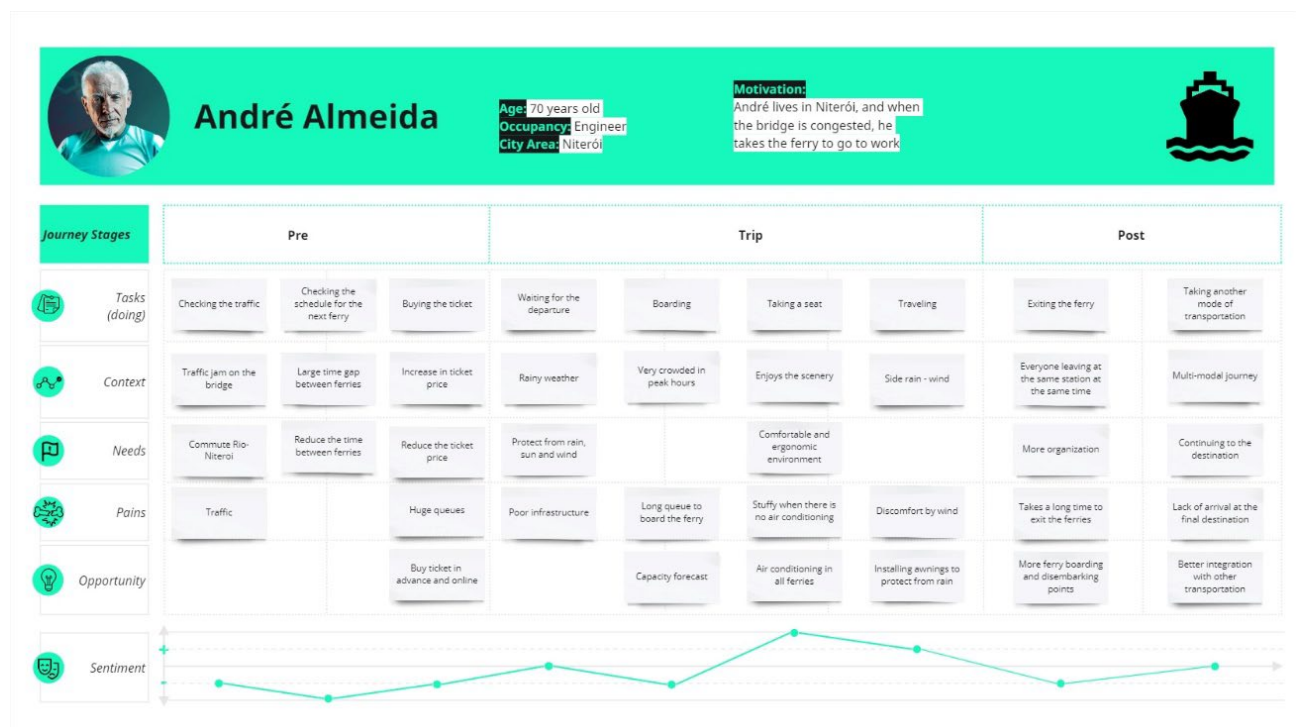 André Almeida
Age: 70 years old
Occupancy: Engineer
City Area: Niterói
Motivation:
André lives in Niterói, and when
the bridge is congested, he
takes the ferry to go to work
Journey Stages
Pre
Trip
Post
Tasks
(doing)
Checking the traffic
Checking the
schedule for the
next ferry
Buying the ticket
Waiting for the
departure
Boarding
Taking a seat
Traveling
Exiting the ferry
Taking another
mode of
transportation
Context
Traffic jam on the
bridge
Large time gap
between ferries
Increase in ticket
price
Rainy weather
Very crowded in
peak hours
Enjoys the scenery
Side rain - wind
Everyone leaving at
the same station at
the same time
Multi-modal journey
Needs
Commute Rio-
Niteroi
Reduce the time
between ferries
Reduce the ticket
price
Protect from rain,
sun and wind
Comfortable and
ergonomic
environment
More organization
Continuing to the
destination
Pains
Traffic
Huge queues
Poor infrastructure
Long queue to
board the ferry
Stuffy when there is
no air conditioning
Discomfort by wind
Takes a long time to
exit the ferries
Lack of arrival at the
final destination
Opportunity
Buy ticket in
advance and online
Capacity forecast
Air conditioning in
all ferries
Installing awnings to
protect from rain
More ferry boarding
and disembarking
points
Better integration
with other
transportation
Sentiment
+
-